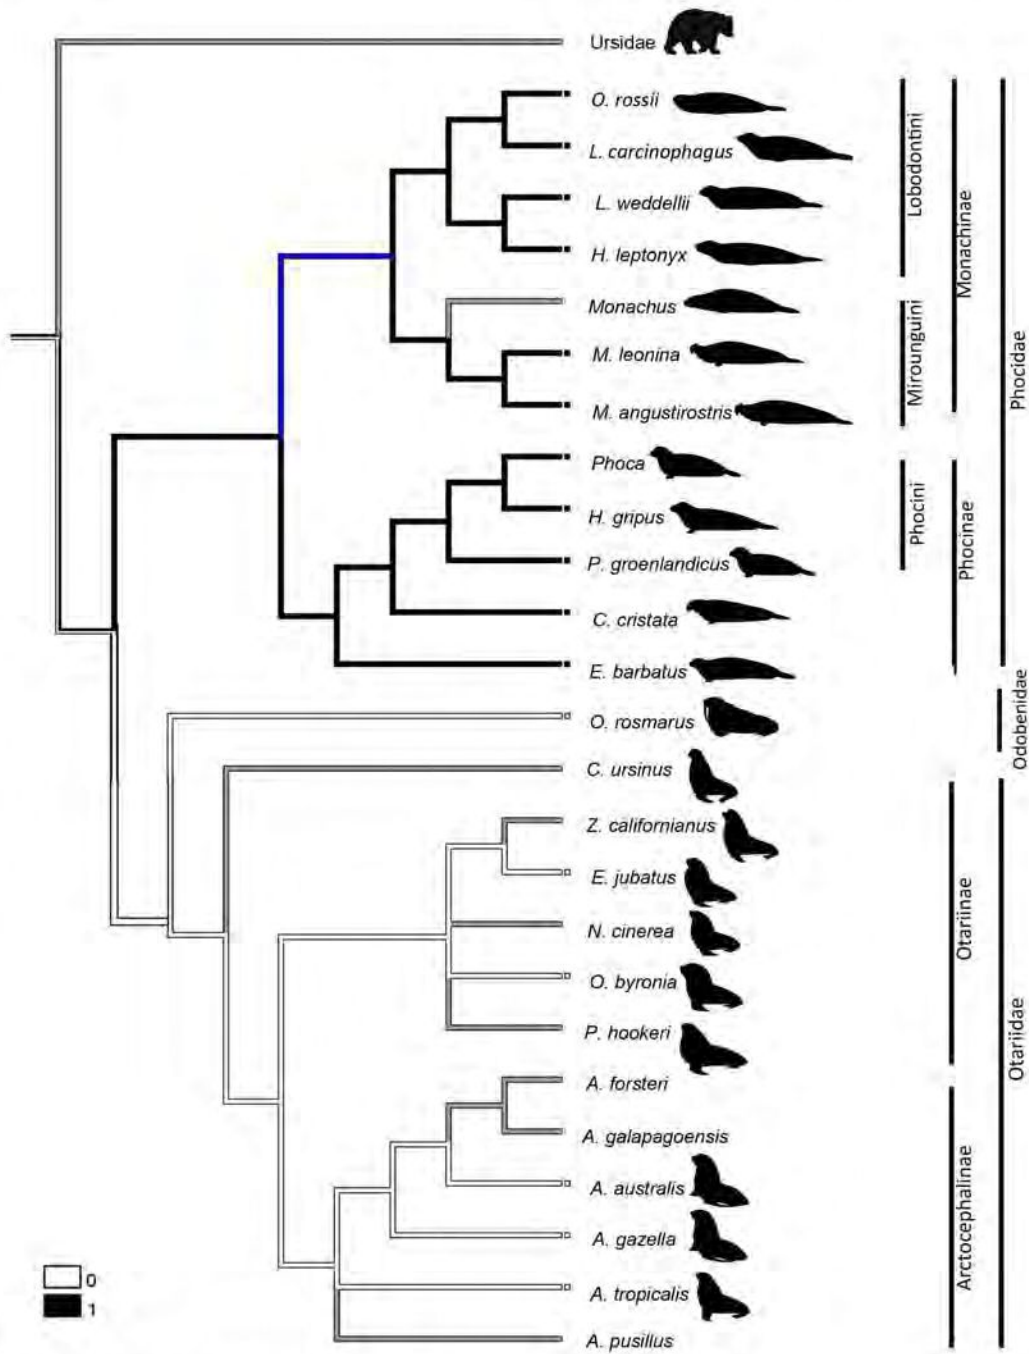 Ursidae
O. rossii
L. carcinophagus
L. weddellii
H. leptonyx
Monachus
M. leonina
M. angustirostris
Phoca
H. gripus
P. groenlandicus
C. cristata
E. barbatus
O. rosmarus
C. ursinus
Z. californianus
E. jubatus
N. cinerea
O. byronia
P. hookeri
A. forsteri
A. galapagoensis
A. australis
A. gazella
A. tropicalis
A. pusillus
Lobodontini
Mirounguini
Phocini
Monachinae
Phocinae
Otariinae
Arctocephalinae
Phocidae
Odobenidae
Otariidae
0
1